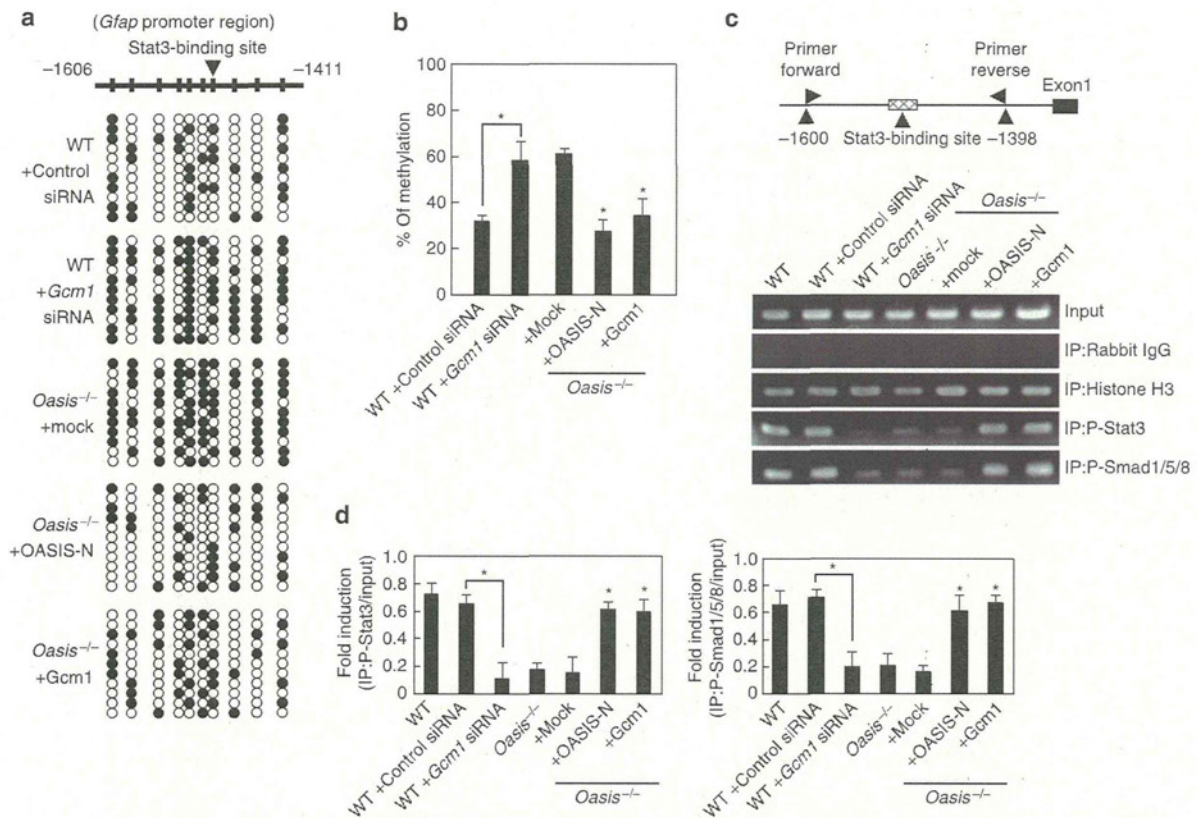 a
(Gfap promoter region)
Stat3-binding site
−1606
−1411
WT
+Control
siRNA
WT
+Gcm1
siRNA
Oasis−/−
+mock
Oasis−/−
+OASIS-N
Oasis−/−
+Gcm1
b
% Of methylation
100
80
60
40
20
0
*
*
*
WT +Control siRNA
WT +Gcm1 siRNA
+Mock
+OASIS-N
+Gcm1
Oasis−/−
c
Primer
forward
Primer
reverse
Exon1
−1600
Stat3-binding site
−1398
Oasis−/−
WT
WT +Control siRNA
WT +Gcm1 siRNA
Oasis−/−
+mock
+OASIS-N
+Gcm1
Input
IP:Rabbit IgG
IP:Histone H3
IP:P-Stat3
IP:P-Smad1/5/8
d
Fold induction
(IP:P-Stat3/input)
1.0
0.8
0.6
0.4
0.2
0
*
*
*
WT
WT +Control siRNA
WT +Gcm1 siRNA
Oasis−/−
+Mock
+OASIS-N
+Gcm1
Oasis−/−
Fold induction
(IP:P-Smad1/5/8/input)
1.0
0.8
0.6
0.4
0.2
0
*
*
*
WT
WT +Control siRNA
WT +Gcm1 siRNA
Oasis−/−
+Mock
+OASIS-N
+Gcm1
Oasis−/−